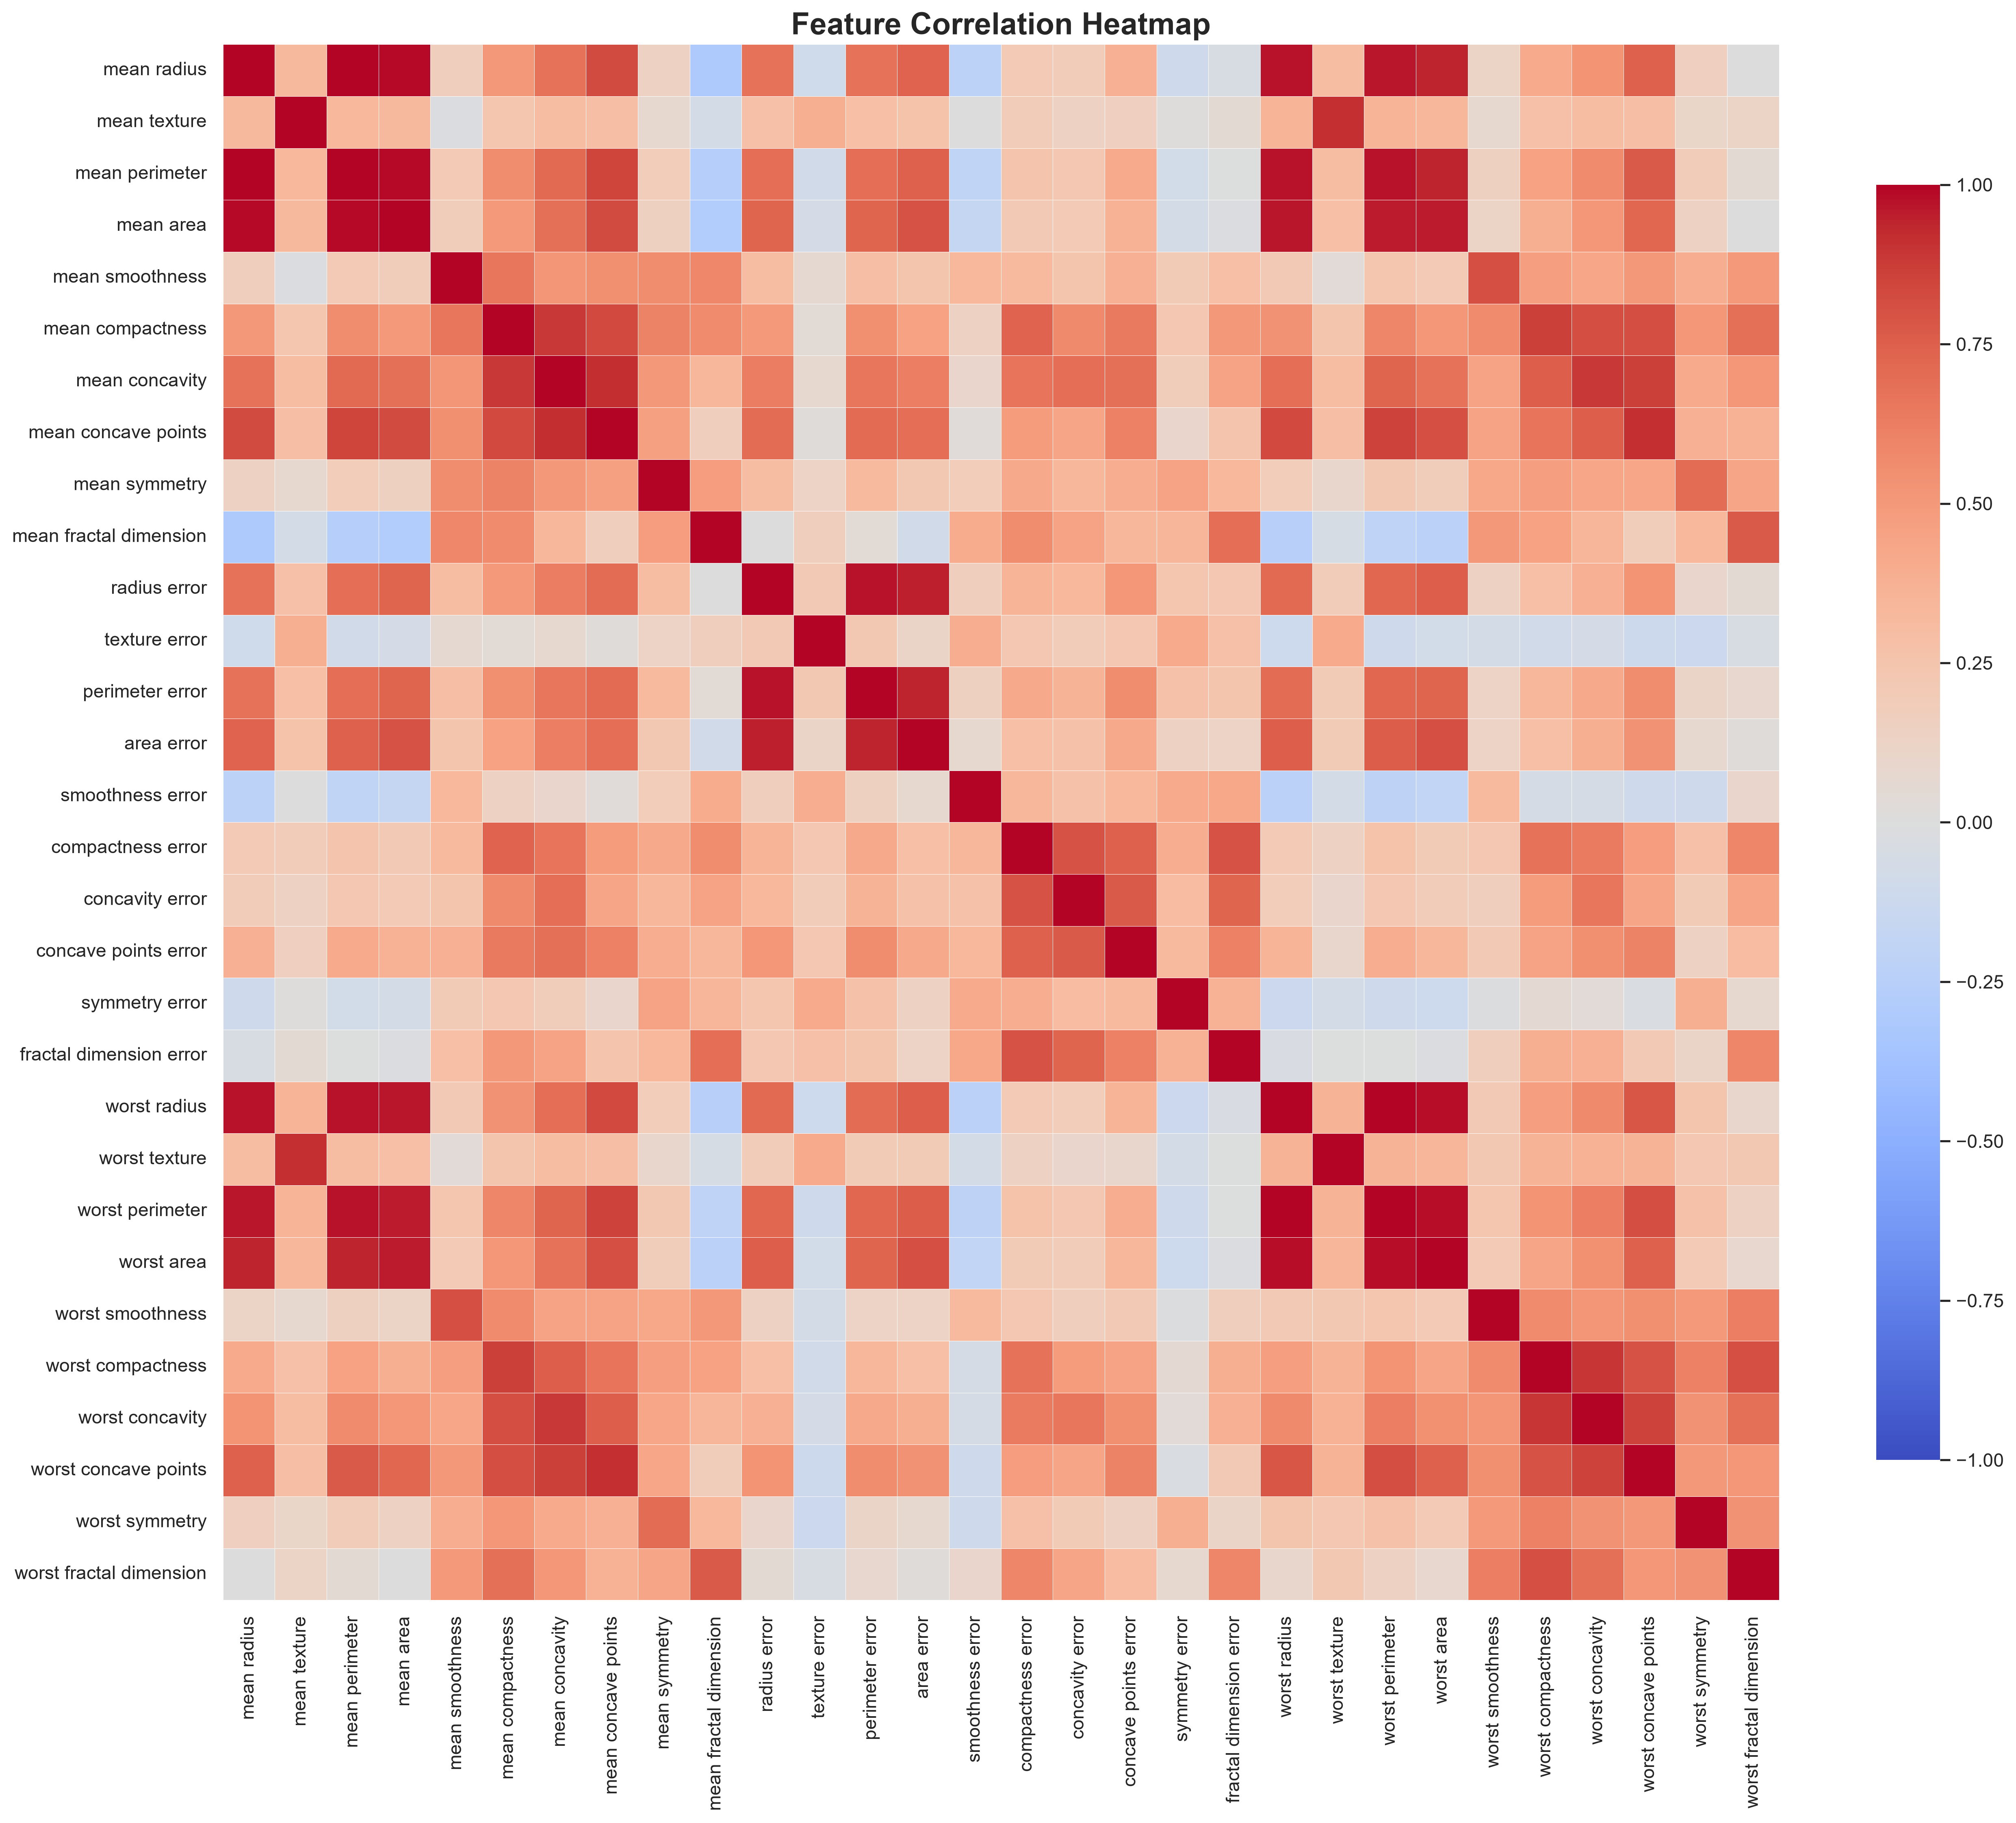 Feature Correlation Heatmap
mean radius
mean texture
mean perimeter
mean area
mean smoothness
mean compactness
mean concavity
mean concave points
mean symmetry
mean fractal dimension
radius error
texture error
perimeter error
area error
smoothness error
compactness error
concavity error
concave points error
symmetry error
fractal dimension error
worst radius
worst texture
worst perimeter
worst area
worst smoothness
worst compactness
worst concavity
worst concave points
worst symmetry
worst fractal dimension
mean radius
mean texture
mean perimeter
mean area
mean smoothness
mean compactness
mean concavity
mean concave points
mean symmetry
mean fractal dimension
radius error
texture error
perimeter error
area error
smoothness error
compactness error
concavity error
concave points error
symmetry error
fractal dimension error
worst radius
worst texture
worst perimeter
worst area
worst smoothness
worst compactness
worst concavity
worst concave points
worst symmetry
worst fractal dimension
1.00
0.75
0.50
0.25
0.00
−0.25
−0.50
−0.75
−1.00